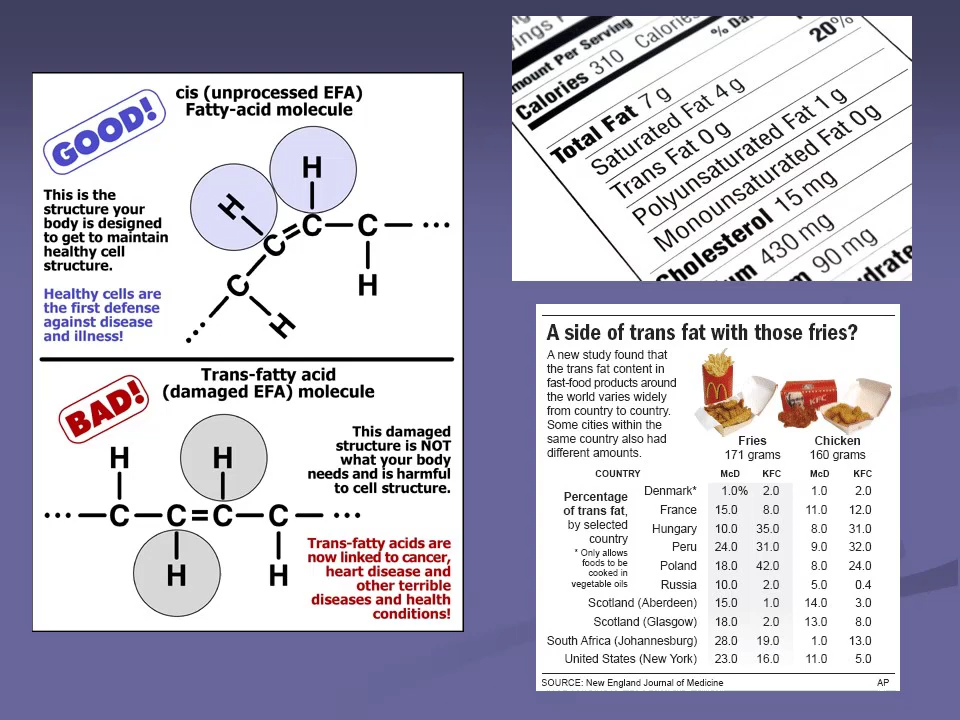 cis (unprocessed EFA)
Fatty-acid molecule
GOOD!
This is the
structure your
body is designed
to get to maintain
healthy cell
structure.
Healthy cells are
the first defense
against disease
and illness!
H
H
C=C—C—...
C
H
H
...
Trans-fatty acid
(damaged EFA) molecule
BAD!
This damaged
structure is NOT
what your body
needs and is harmful
to cell structure.
H H
...—C—C=C—C—...
H H
Trans-fatty acids are
now linked to cancer,
heart disease and
other terrible
diseases and health
conditions!
Amount Per Serving
Calories 310
20%
Total Fat 7 g
Saturated Fat 4 g
Trans Fat 0g
Polyunsaturated Fat 1 g
Monounsaturated Fat 0g
Cholesterol 15 mg
um 430 mg
um 90 mg
ydrate
A side of trans fat with those fries?
A new study found that
the trans fat content in
fast-food products around
the world varies widely
from country to country.
Some cities within the
same country also had
different amounts.
KFC
Fries Chicken
171 grams 160 grams
COUNTRY McD KFC McD KFC
Percentage
of trans fat,
by selected
country
* Only allows
foods to be
cooked in
vegetable oils
Denmark* 1.0% 2.0 1.0 2.0
France 15.0 8.0 11.0 12.0
Hungary 10.0 35.0 8.0 31.0
Peru 24.0 31.0 9.0 32.0
Poland 18.0 42.0 8.0 24.0
Russia 10.0 2.0 5.0 0.4
Scotland (Aberdeen) 15.0 1.0 14.0 3.0
Scotland (Glasgow) 18.0 2.0 13.0 8.0
South Africa (Johannesburg) 28.0 19.0 1.0 13.0
United States (New York) 23.0 16.0 11.0 5.0
SOURCE: New England Journal of Medicine AP